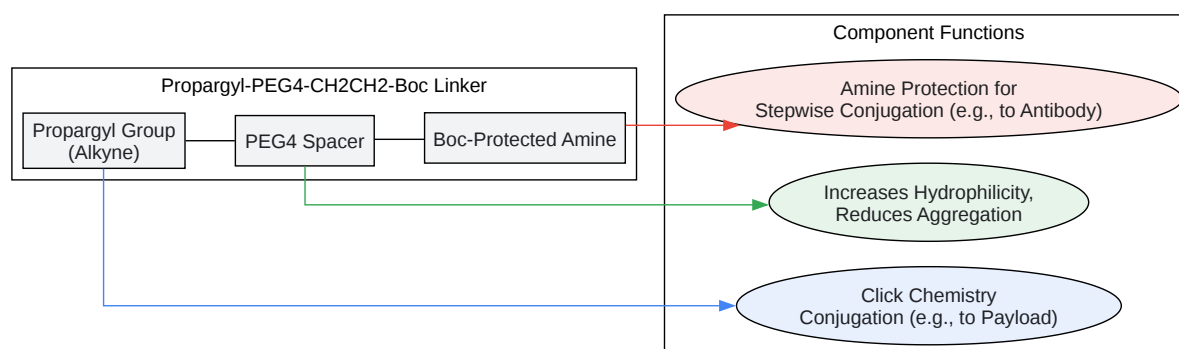 Component Functions
Propargyl-PEG4-CH2CH2-Boc Linker
Propargyl Group
(Alkyne)
PEG4 Spacer
Boc-Protected Amine
Amine Protection for
Stepwise Conjugation (e.g., to Antibody)
Increases Hydrophilicity,
Reduces Aggregation
Click Chemistry
Conjugation (e.g., to Payload)